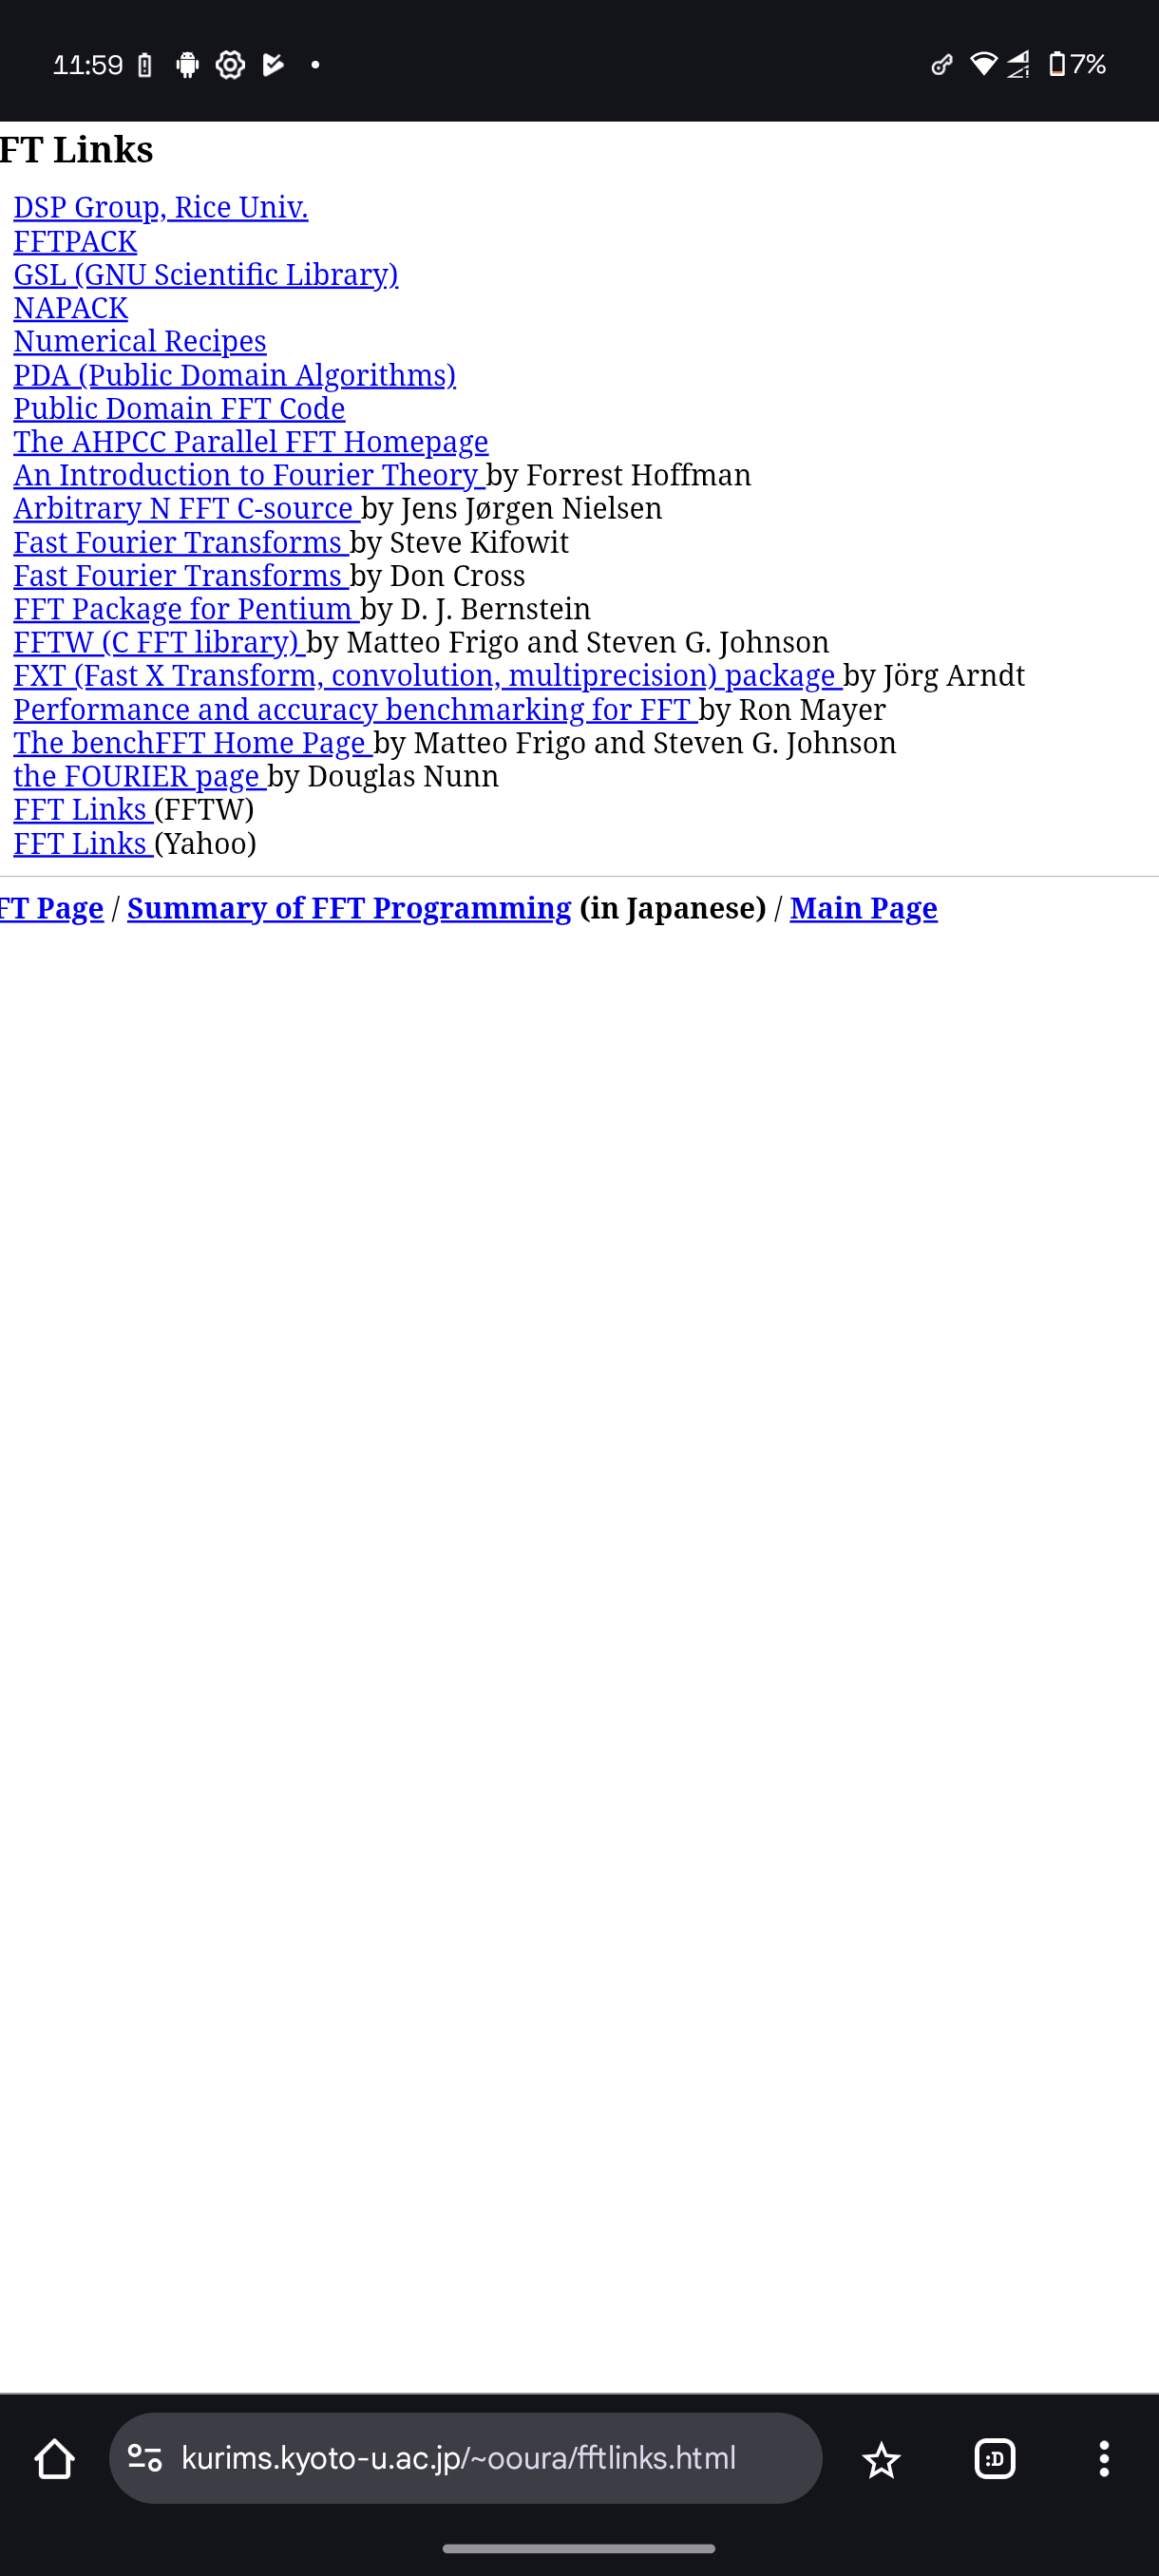 11:59
7%
FT Links
DSP Group, Rice Univ.
FFTPACK
GSL (GNU Scientific Library)
NAPACK
Numerical Recipes
PDA (Public Domain Algorithms)
Public Domain FFT Code
The AHPCC Parallel FFT Homepage
An Introduction to Fourier Theory by Forrest Hoffman
Arbitrary N FFT C-source by Jens Jørgen Nielsen
Fast Fourier Transforms by Steve Kifowit
Fast Fourier Transforms by Don Cross
FFT Package for Pentium by D. J. Bernstein
FFTW (C FFT library) by Matteo Frigo and Steven G. Johnson
FXT (Fast X Transform, convolution, multiprecision) package by Jörg Arndt
Performance and accuracy benchmarking for FFT by Ron Mayer
The benchFFT Home Page by Matteo Frigo and Steven G. Johnson
the FOURIER page by Douglas Nunn
FFT Links (FFTW)
FFT Links (Yahoo)
FT Page / Summary of FFT Programming (in Japanese) / Main Page
kurims.kyoto-u.ac.jp/~ooura/fftlinks.html
:D